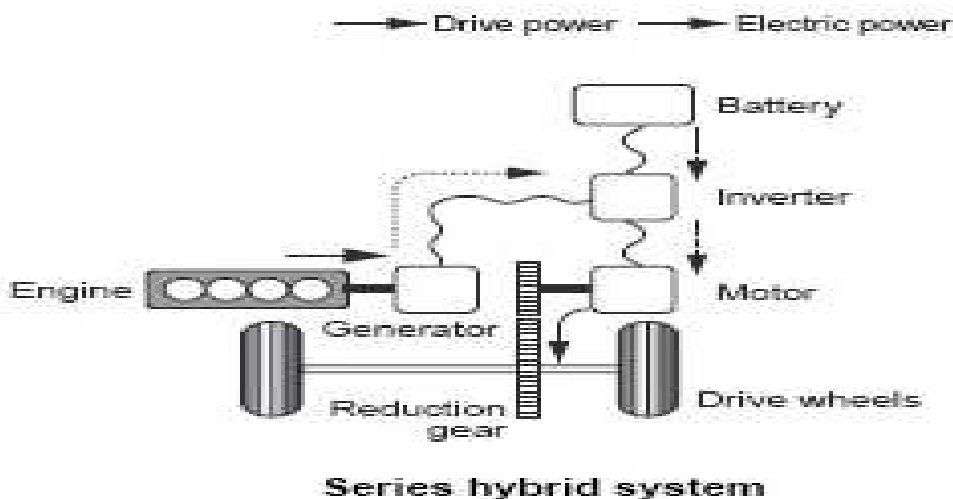 Drive power Electric power
Battery
Inverter
Engine
Motor
Generator
Drive wheels
Reduction
gear
Series hybrid system